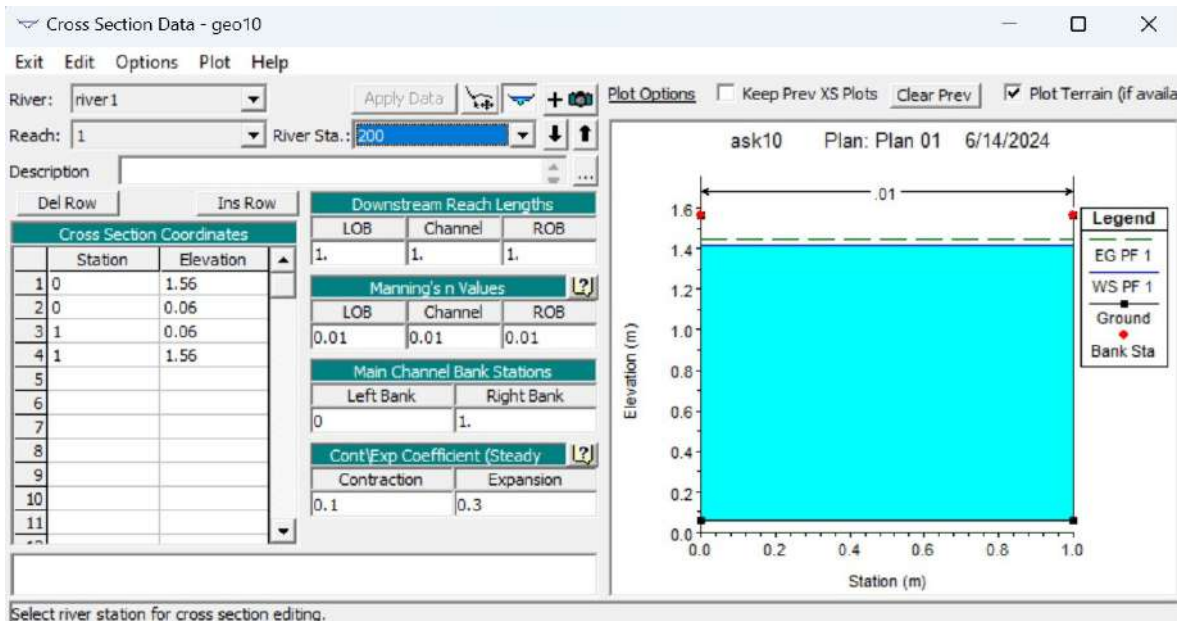 Cross Section Data - geo10
Exit Edit Options Plot Help
River: river1 Apply Data Plot Options Keep Prev XS Plots Clear Prev Plot Terrain (if availa
Reach: 1 River Sta.: 200
Description ...
Del Row Ins Row
Cross Section Coordinates
Station Elevation
1 0 1.56
2 0 0.06
3 1 0.06
4 1 1.56
5
6
7
8
9
10
11
Downstream Reach Lengths
LOB Channel ROB
1. 1. 1.
Manning's n Values
LOB Channel ROB
0.01 0.01 0.01
Main Channel Bank Stations
Left Bank Right Bank
0 1.
Cont\Exp Coefficient (Steady
Contraction Expansion
0.1 0.3
ask10 Plan: Plan 01 6/14/2024
.01
Elevation (m)
1.6
1.4
1.2
1.0
0.8
0.6
0.4
0.2
0.0
0.0 0.2 0.4 0.6 0.8 1.0
Station (m)
Legend
EG PF 1
WS PF 1
Ground
Bank Sta
Select river station for cross section editing.